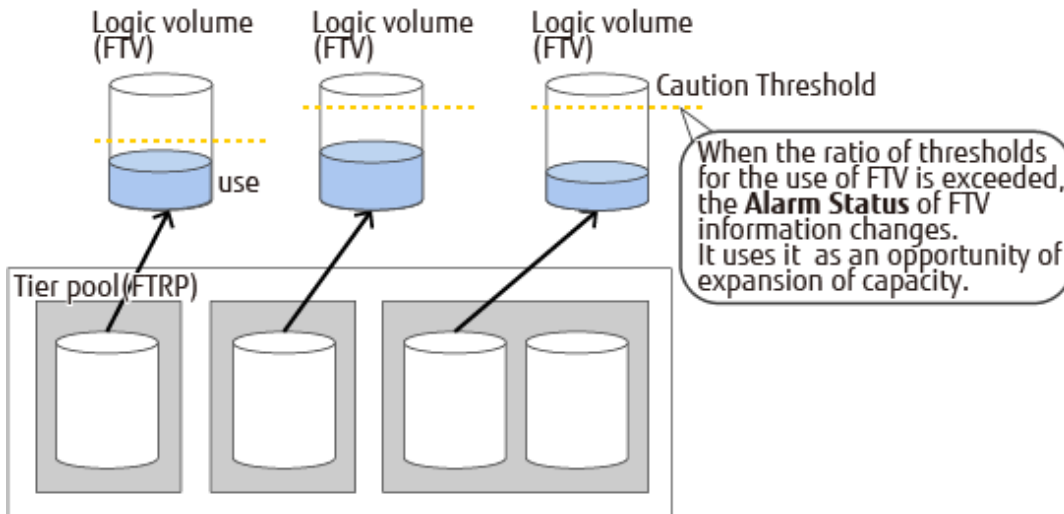 Logic volume
(FTV)
Logic volume
(FTV)
Logic volume
(FTV)
Caution Threshold
use
When the ratio of thresholds
for the use of FTV is exceeded,
the Alarm Status of FTV
information changes.
It uses it as an opportunity of
expansion of capacity.
Tier pool(FTRP)